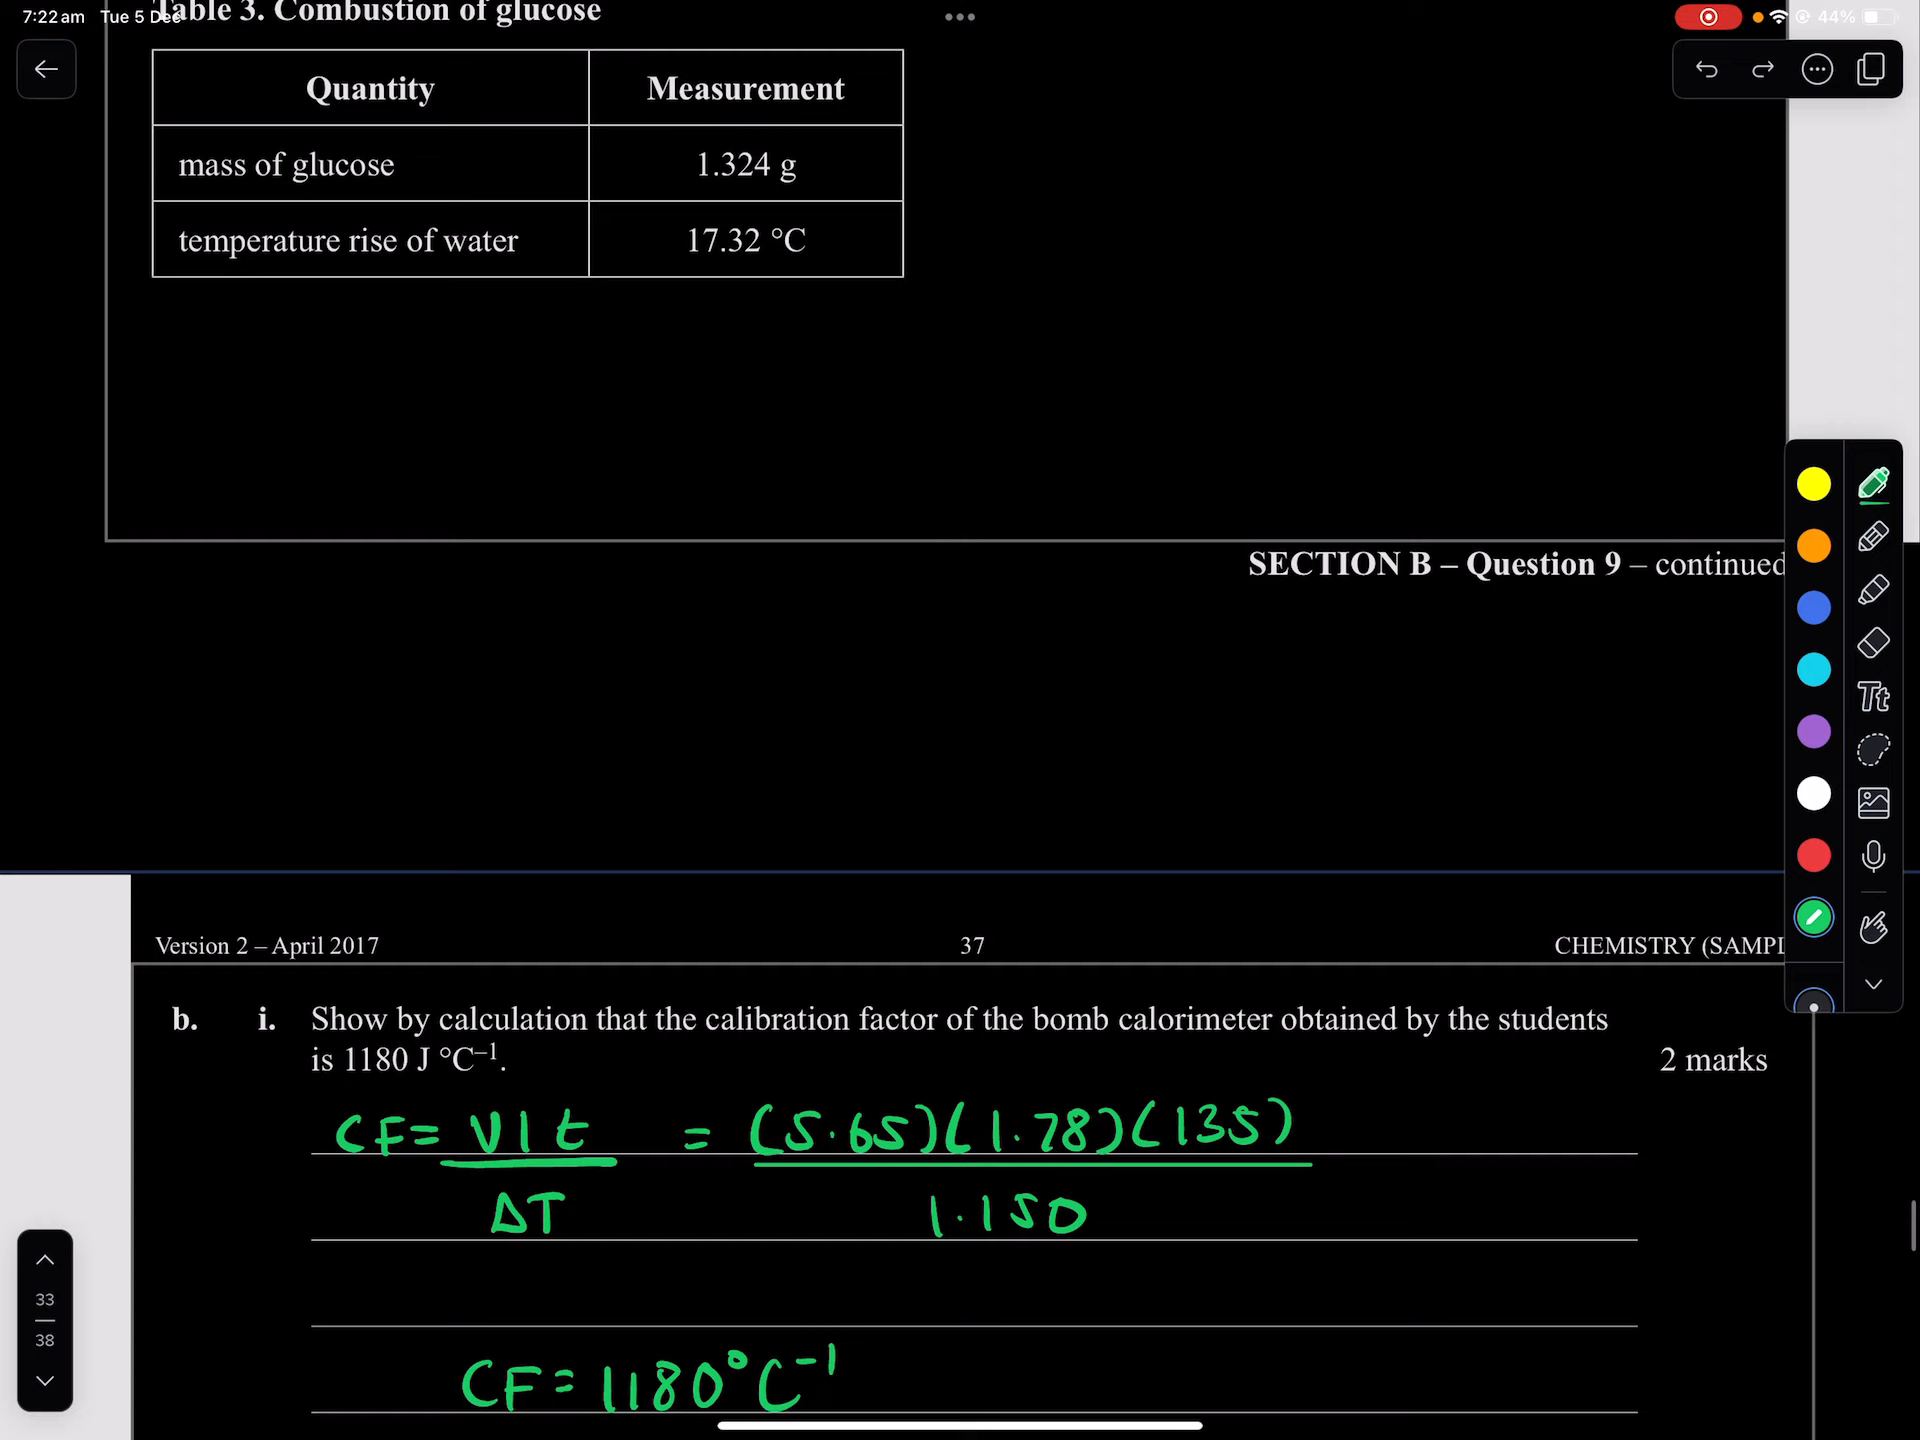 7:22 am Tue 5 Dec
44%
Table 3. Combustion of glucose
Quantity Measurement
mass of glucose 1.324 g
temperature rise of water 17.32 °C
SECTION B – Question 9 – continued
Tt
Version 2 – April 2017 37 CHEMISTRY (SAMPL
b. i. Show by calculation that the calibration factor of the bomb calorimeter obtained by the students
is 1180 J °C⁻¹. 2 marks
CF = VIt = (5.65)(1.78)(135)
ΔT 1.150
33
38
CF = 1180°C⁻¹